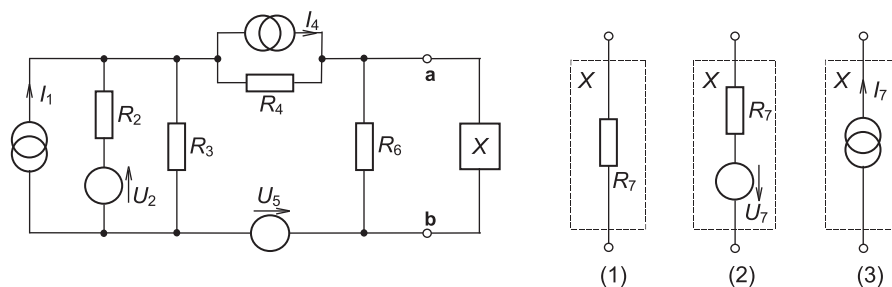 I4
R4
a
I1
R2
U2
R3
R6
X
U5
b
X
R7
(1)
X
R7
U7
(2)
X
I7
(3)